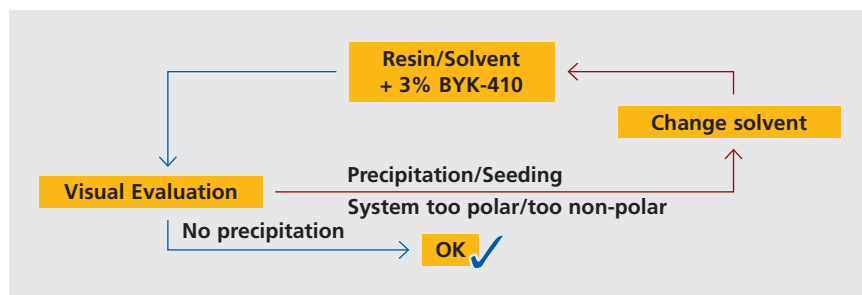 Resin/Solvent
+ 3% BYK-410
Change solvent
Visual Evaluation
Precipitation/Seeding
System too polar/too non-polar
No precipitation
OK